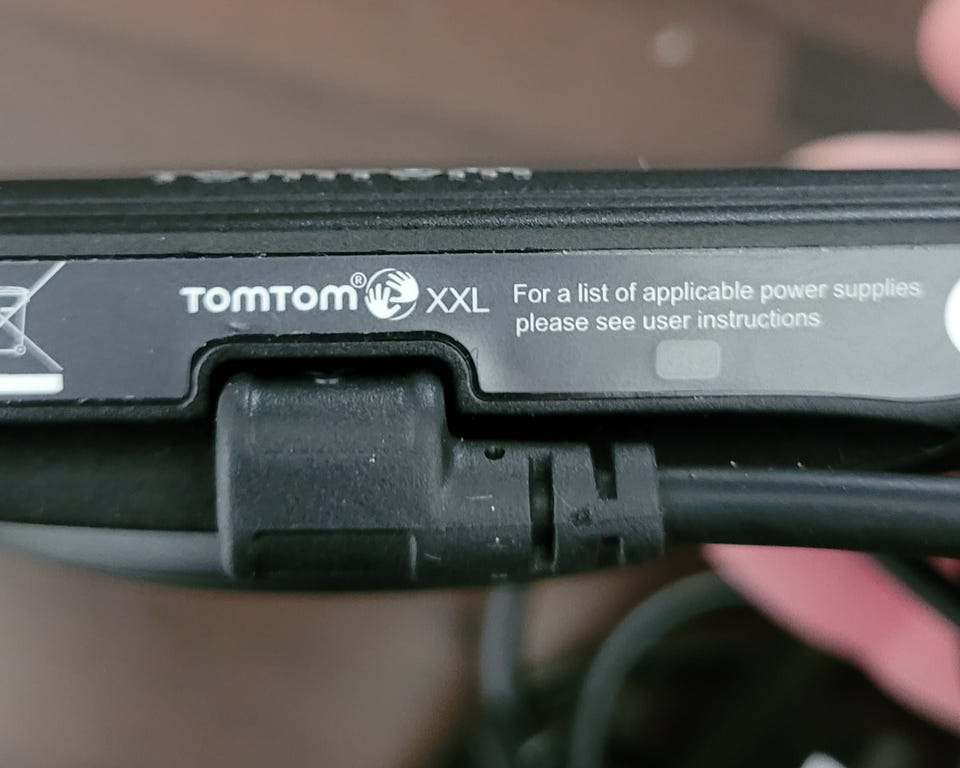 TOMTOM® XXL
For a list of applicable power supplies
please see user instructions